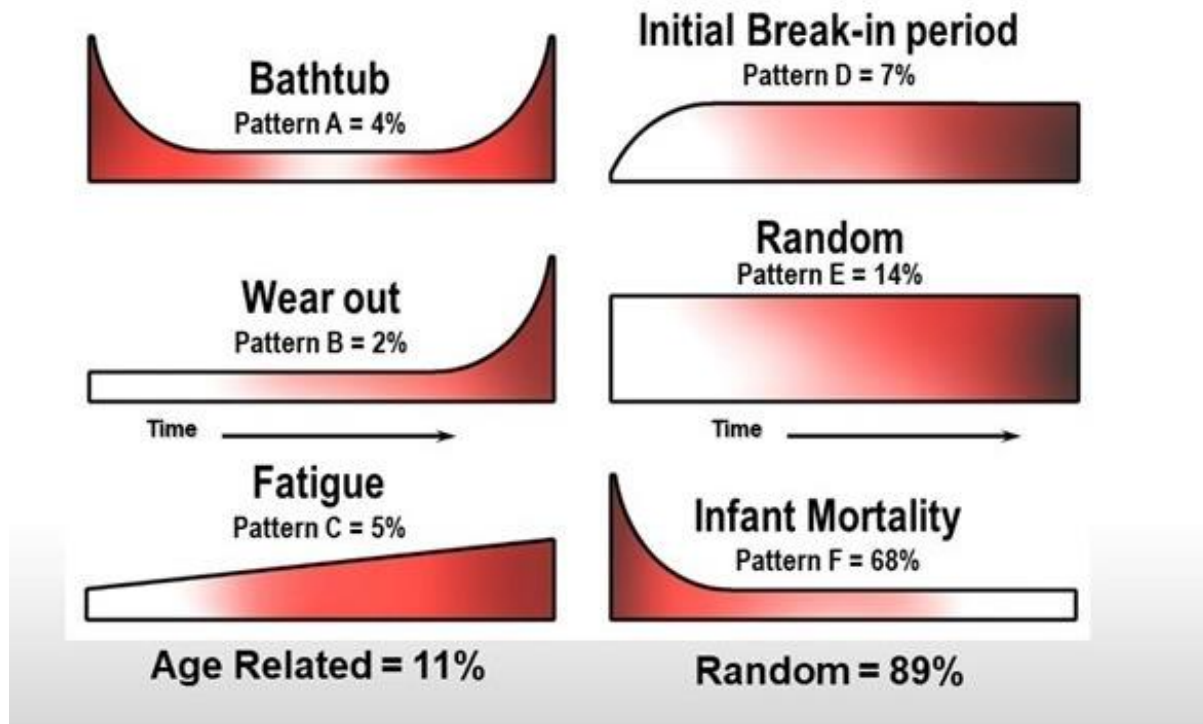 Bathtub
Pattern A = 4%
Wear out
Pattern B = 2%
Time
Fatigue
Pattern C = 5%
Age Related = 11%
Initial Break-in period
Pattern D = 7%
Random
Pattern E = 14%
Time
Infant Mortality
Pattern F = 68%
Random = 89%